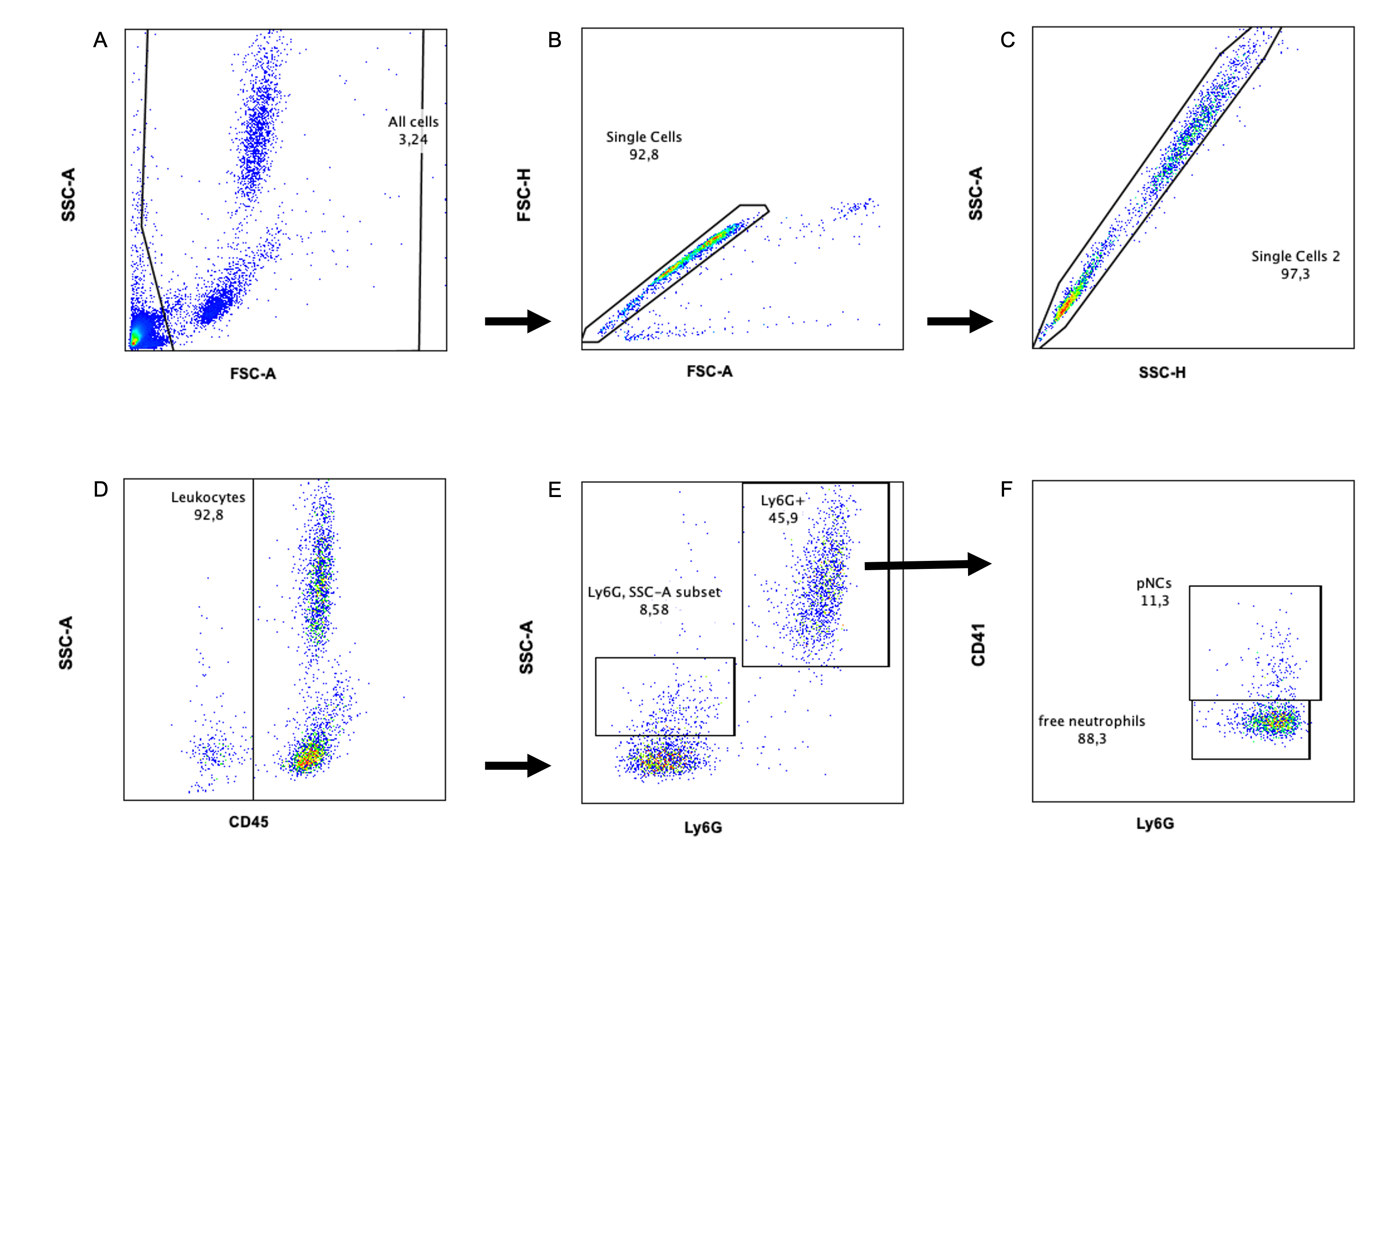 A
SSC-A
All cells
3,24
FSC-A
B
FSC-H
Single Cells
92,8
FSC-A
C
SSC-A
Single Cells 2
97,3
SSC-H
D
SSC-A
Leukocytes
92,8
CD45
E
SSC-A
Ly6G+
45,9
Ly6G, SSC-A subset
8,58
Ly6G
F
CD41
pNCs
11,3
free neutrophils
88,3
Ly6G